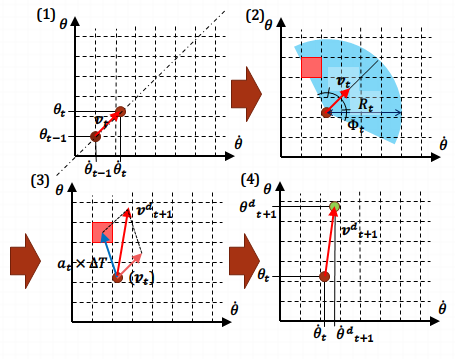 (1)
θ
θₜ
vₜ
θₜ₋₁
θ̇ₜ₋₁ θ̇ₜ
θ̇
(2)
θ
vₜ
Rₜ
Φₜ
θ̇
(3)
θ
vᵈₜ₊₁
aₜ × ΔT
(vₜ)
θ̇
(4)
θ
θᵈₜ₊₁
vᵈₜ₊₁
θₜ
θ̇
θ̇ₜ θ̇ᵈₜ₊₁